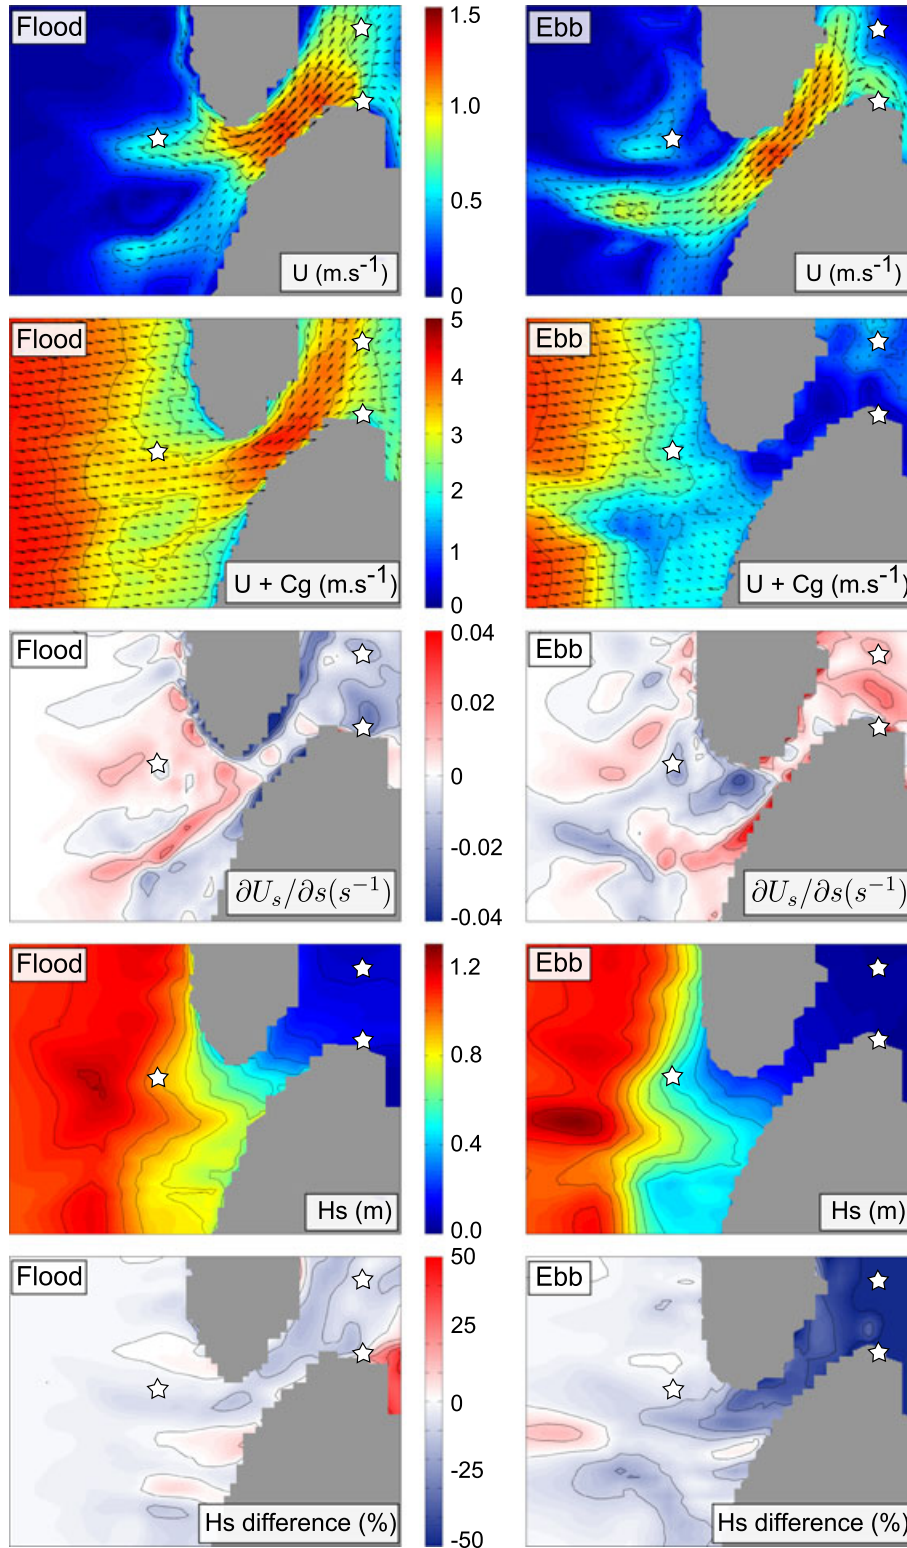 Flood
1.5
Ebb
1.0
0.5
U (m.s⁻¹)
0
U (m.s⁻¹)
Flood
5
Ebb
4
3
2
1
U + Cg (m.s⁻¹)
0
U + Cg (m.s⁻¹)
Flood
0.04
Ebb
0.02
0
-0.02
∂Uₛ/∂s(s⁻¹)
-0.04
∂Uₛ/∂s(s⁻¹)
Flood
1.2
Ebb
0.8
0.4
Hs (m)
0.0
Hs (m)
Flood
50
Ebb
25
0
-25
Hs difference (%)
-50
Hs difference (%)